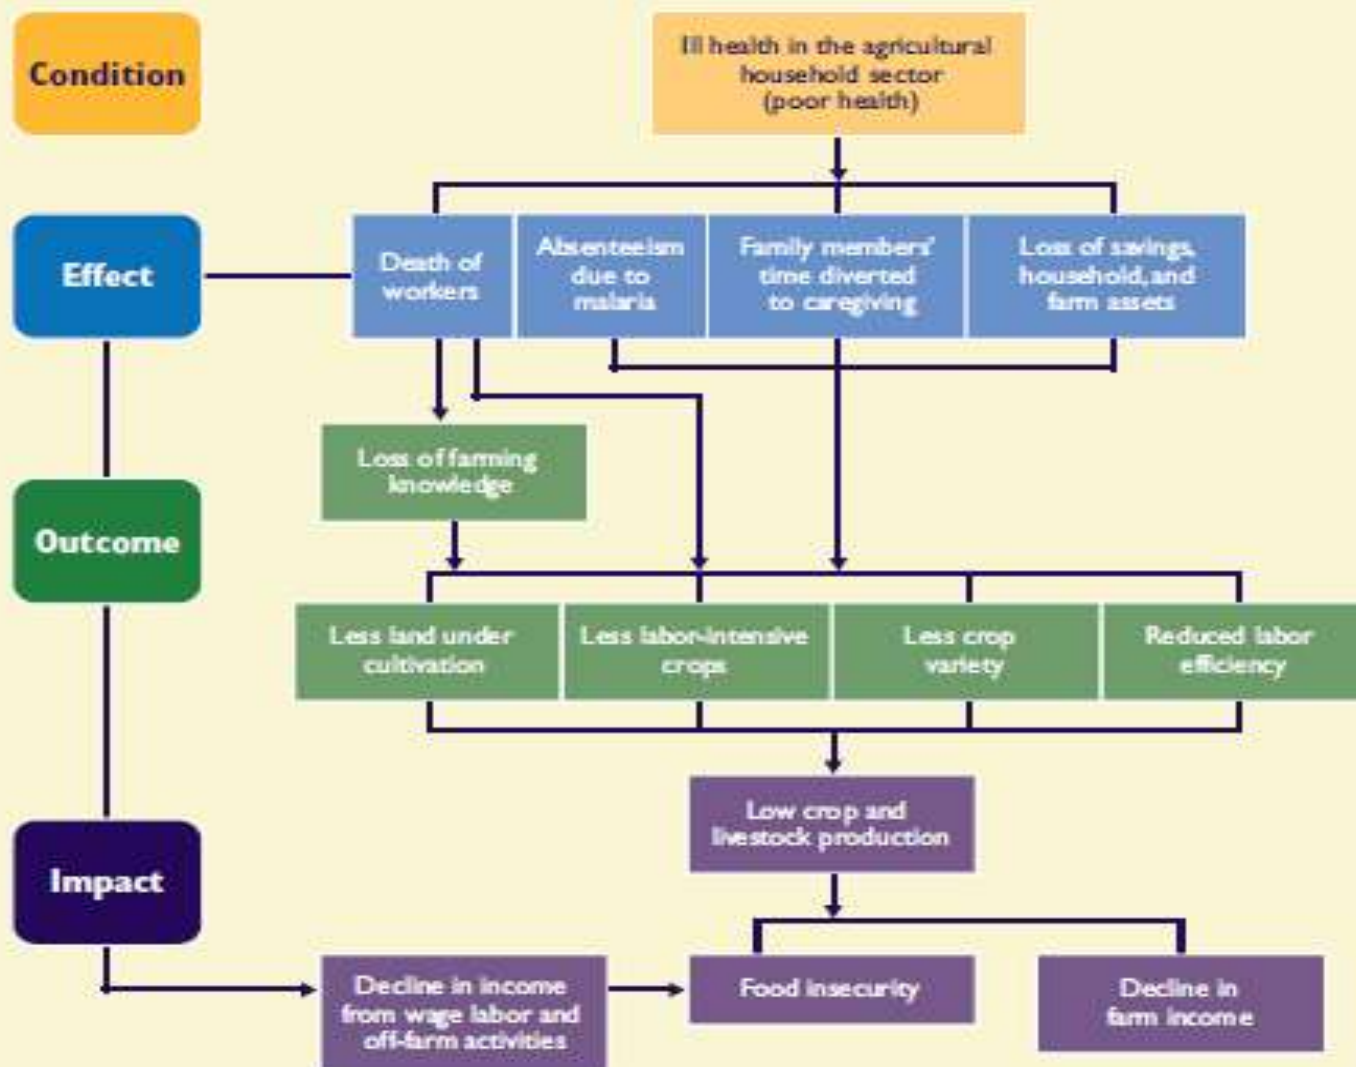 Condition
Ill health in the agricultural
household sector
(poor health)
Effect
Death of
workers
Absenteeism
due to
malaria
Family members'
time diverted
to caregiving
Loss of savings,
household, and
farm assets
Loss of farming
knowledge
Outcome
Less land under
cultivation
Less labor-intensive
crops
Less crop
variety
Reduced labor
efficiency
Low crop and
livestock production
Impact
Decline in income
from wage labor and
off-farm activities
Food insecurity
Decline in
farm income